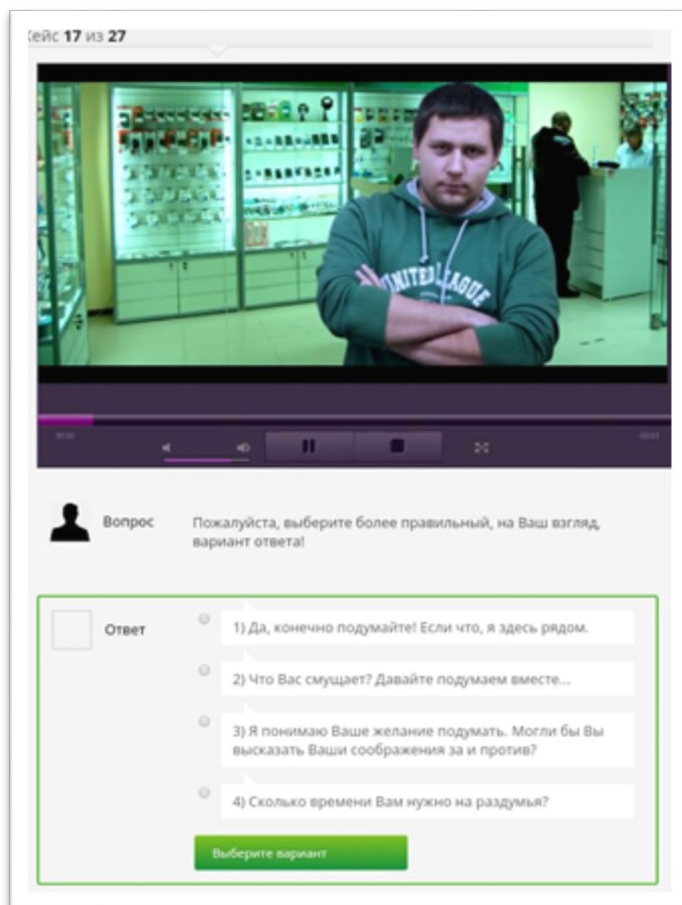 Кейс 17 из 27
UNITED LEAGUE
Вопрос
Пожалуйста, выберите более правильный, на Ваш взгляд,
вариант ответа!
Ответ
1) Да, конечно подумайте! Если что, я здесь рядом.
2) Что Вас смущает? Давайте подумаем вместе...
3) Я понимаю Ваше желание подумать. Могли бы Вы
высказать Ваши соображения за и против?
4) Сколько времени Вам нужно на раздумья?
Выберите вариант